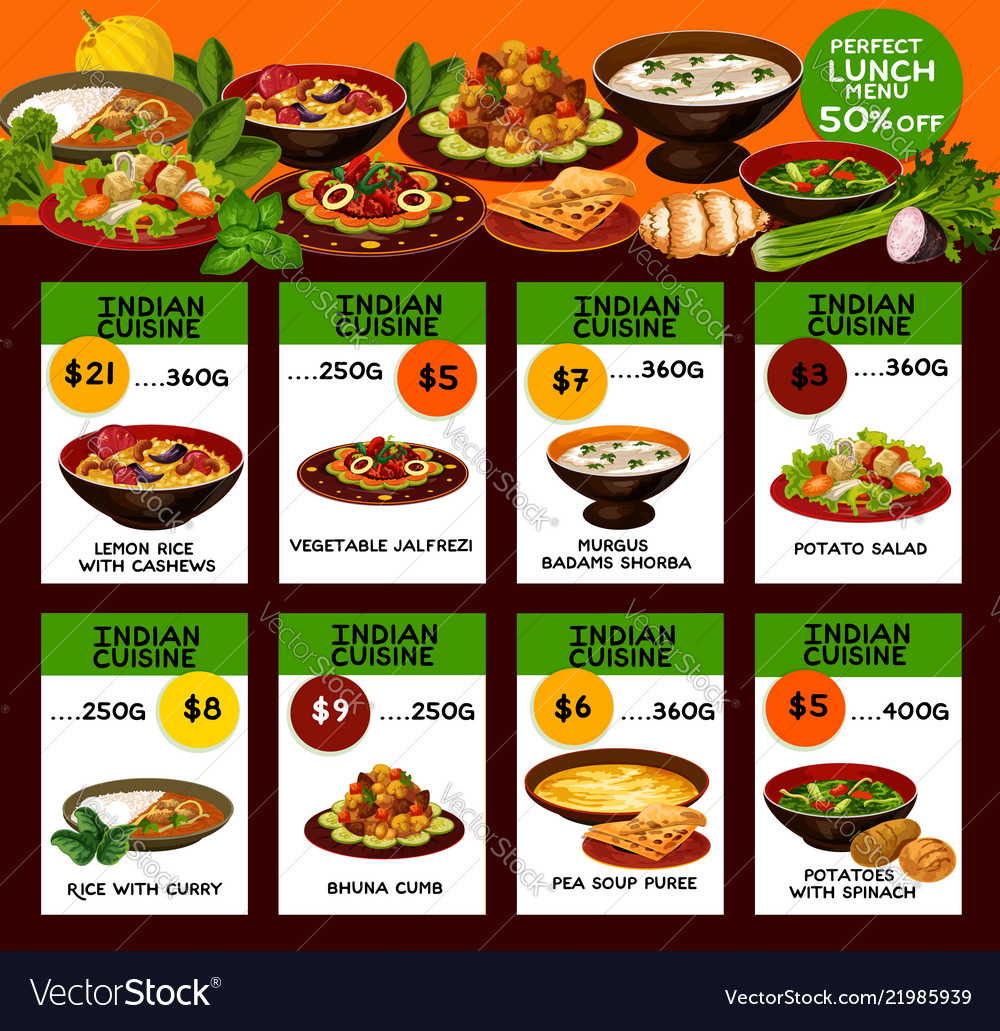 PERFECT
LUNCH
MENU
50% OFF
INDIAN
CUISINE
$21 ....360G
LEMON RICE
WITH CASHEWS
INDIAN
CUISINE
....250G $5
VEGETABLE JALFREZI
INDIAN
CUISINE
$7 ....360G
MURGUS
BADAMS SHORBA
INDIAN
CUISINE
$3 ....360G
POTATO SALAD
INDIAN
CUISINE
....250G $8
RICE WITH CURRY
INDIAN
CUISINE
$9 ....250G
BHUNA CUMB
INDIAN
CUISINE
$6 ....360G
PEA SOUP PUREE
INDIAN
CUISINE
$5 ....400G
POTATOES
WITH SPINACH
VectorStock®
VectorStock.com/21985939